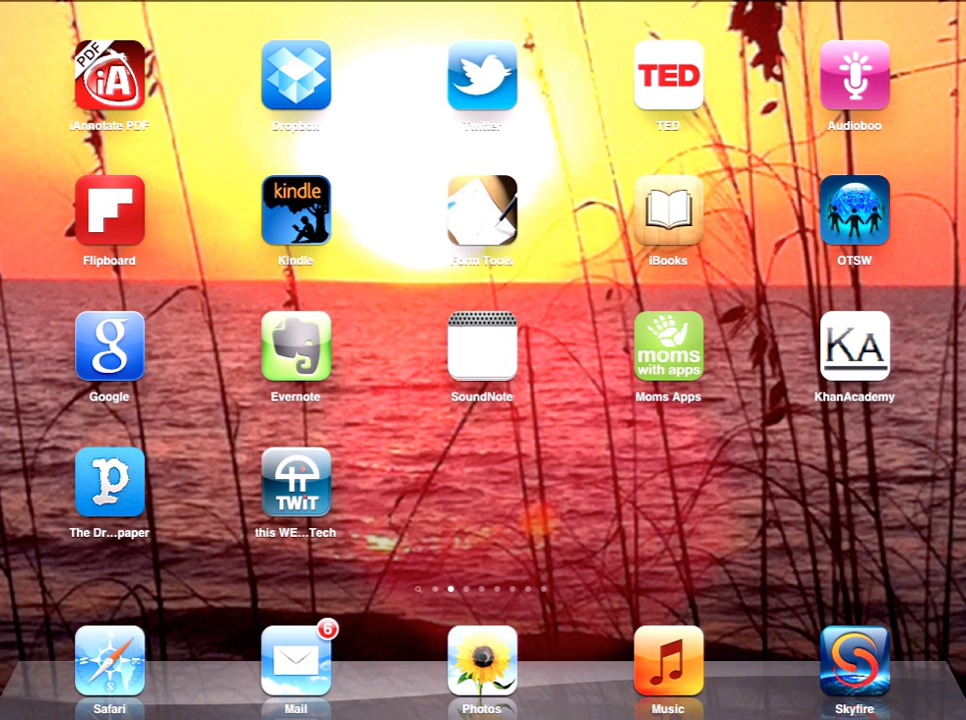 PDF
iA
TED
iAnnotate PDF
Dropbox
Twitter
TED
Audioboo
kindle
Flipboard
Kindle
Form Tools
iBooks
OTSW
g
moms
with apps
KA
Google
Evernote
SoundNote
Moms Apps
KhanAcademy
p
TWiT
The Dr...paper
this WE...Tech
6
Safari
Mail
Photos
Music
Skyfire